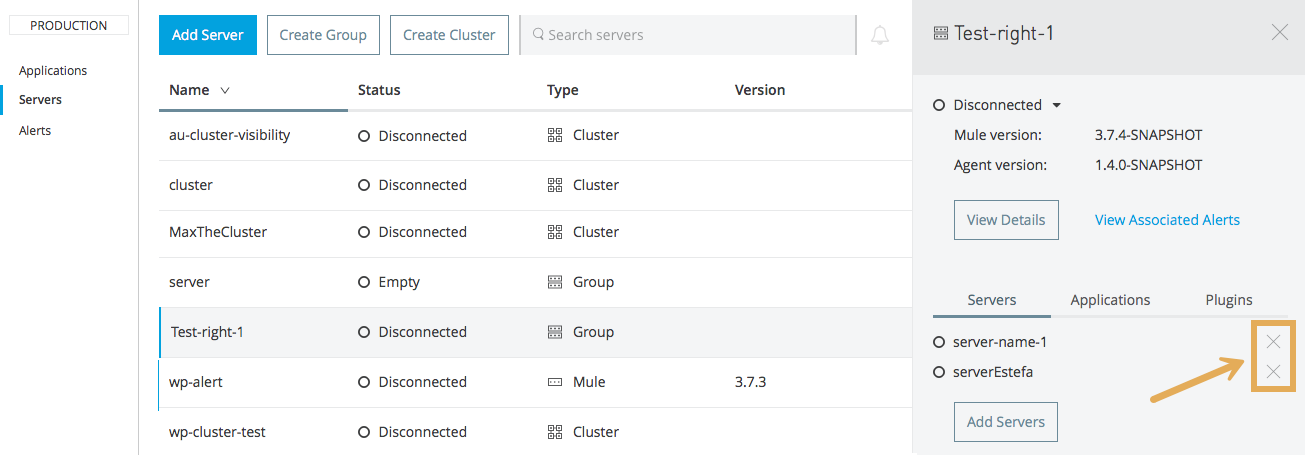 PRODUCTION
Applications
Servers
Alerts
Add Server
Create Group
Create Cluster
Search servers
Name Status Type Version
au-cluster-visibility Disconnected Cluster
cluster Disconnected Cluster
MaxTheCluster Disconnected Cluster
server Empty Group
Test-right-1 Disconnected Group
wp-alert Disconnected Mule 3.7.3
wp-cluster-test Disconnected Cluster
Test-right-1
Disconnected
Mule version: 3.7.4-SNAPSHOT
Agent version: 1.4.0-SNAPSHOT
View Details View Associated Alerts
Servers Applications Plugins
server-name-1
serverEstefa
Add Servers